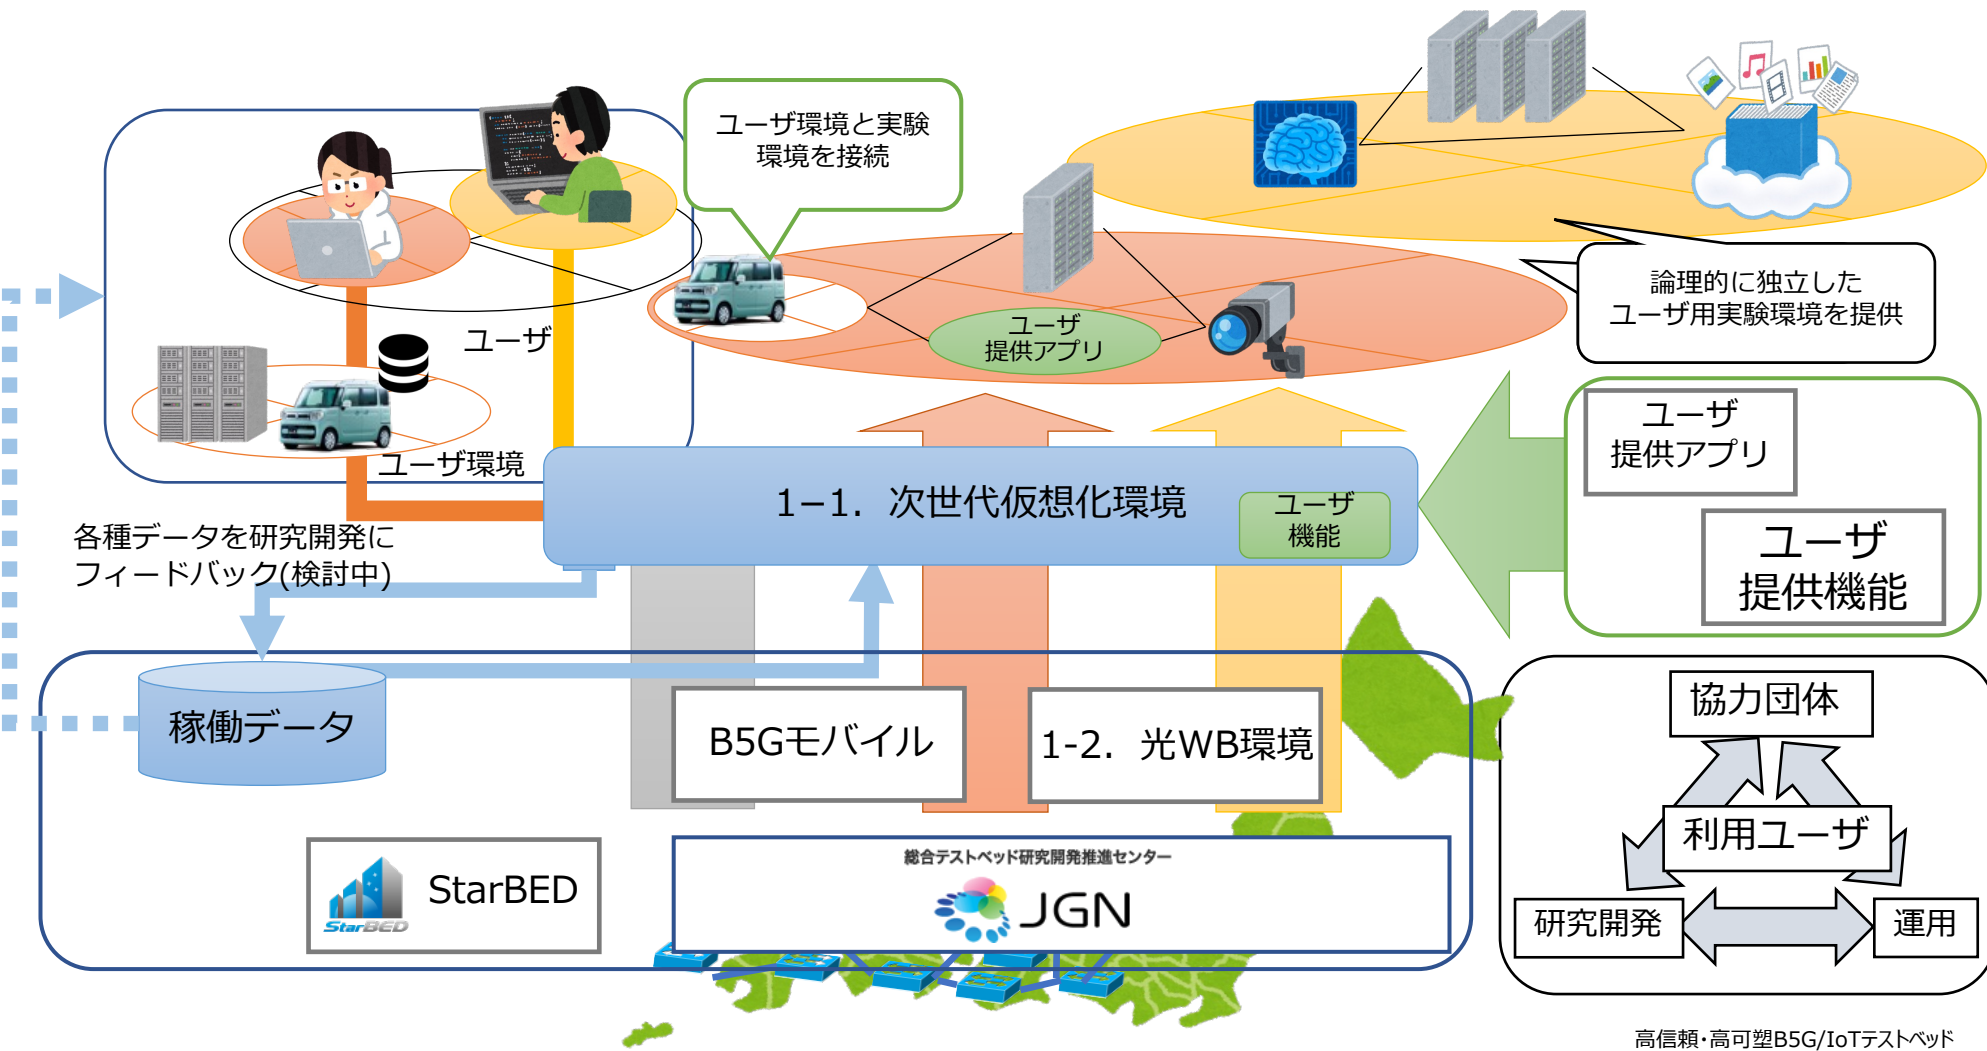 ユーザ環境と実験
環境を接続
論理的に独立した
ユーザ用実験環境を提供
ユーザ
提供アプリ
ユーザ
ユーザ環境
ユーザ
提供アプリ
ユーザ
提供機能
1−1. 次世代仮想化環境
ユーザ
機能
各種データを研究開発に
フィードバック(検討中)
稼働データ
B5Gモバイル
1-2. 光WB環境
StarBED
StarBED
総合テストベッド研究開発推進センター
JGN
協力団体
利用ユーザ
研究開発
運用
高信頼・高可塑B5G/IoTテストベッド